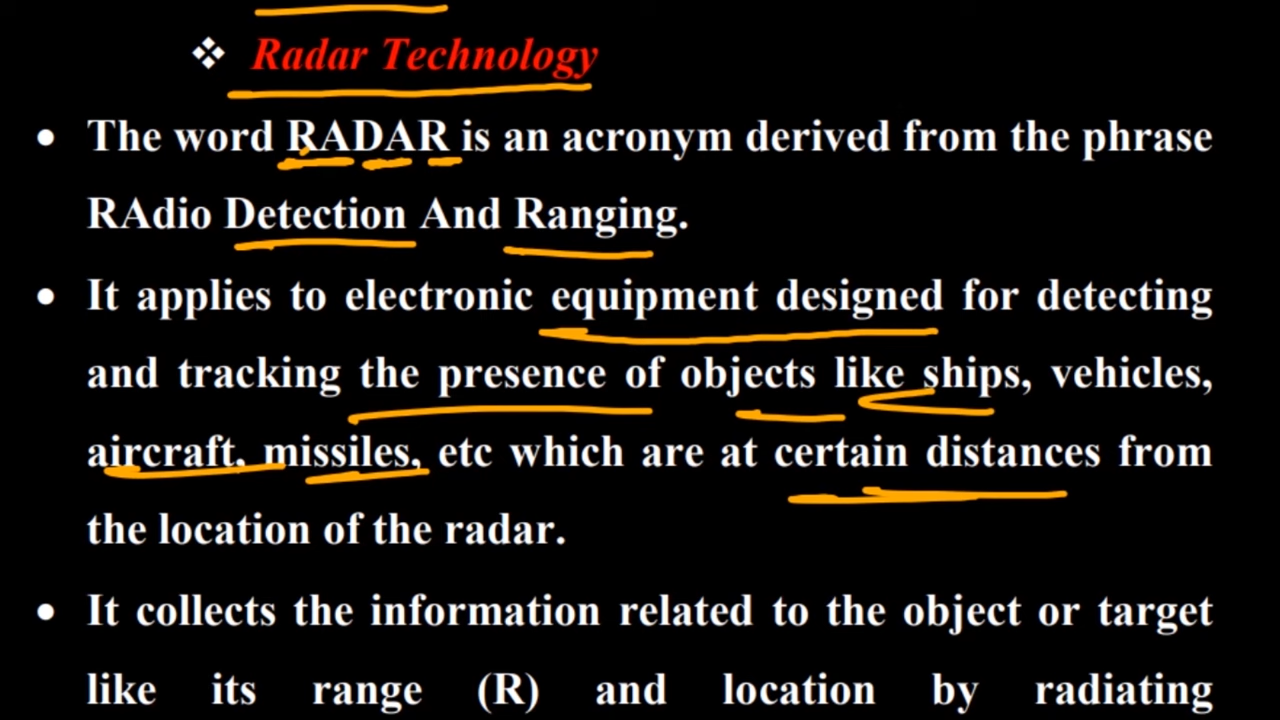 ❖ Radar Technology
• The word RADAR is an acronym derived from the phrase
RAdio Detection And Ranging.
• It applies to electronic equipment designed for detecting
and tracking the presence of objects like ships, vehicles,
aircraft, missiles, etc which are at certain distances from
the location of the radar.
• It collects the information related to the object or target
like its range (R) and location by radiating